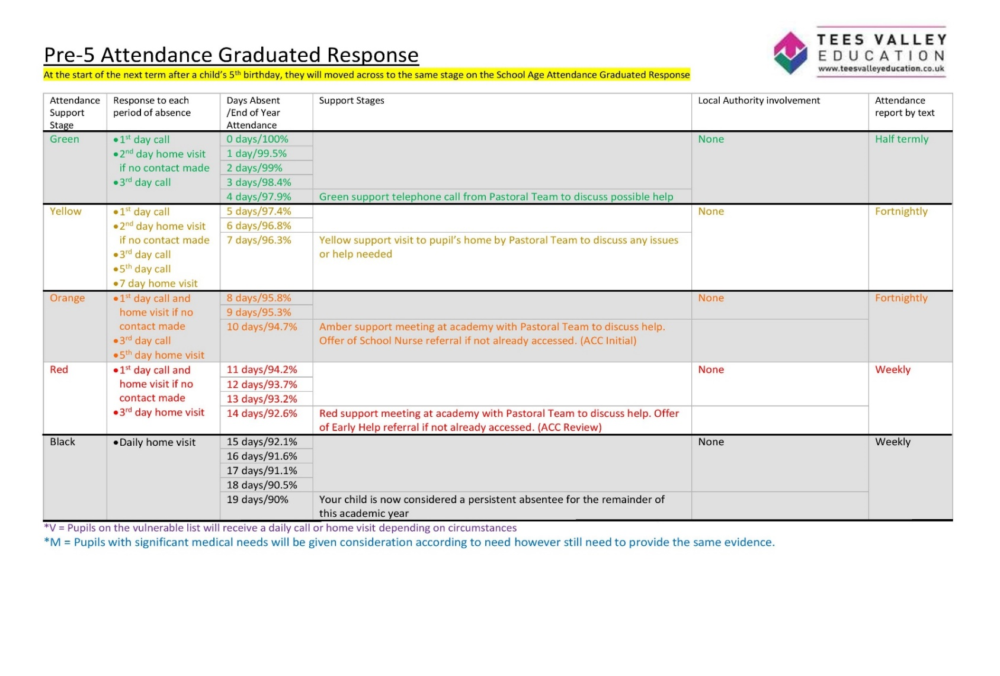 TEES VALLEY
EDUCATION
www.teesvalleyeducation.co.uk
Pre-5 Attendance Graduated Response
At the start of the next term after a child's 5th birthday, they will moved across to the same stage on the School Age Attendance Graduated Response
Attendance Support Stage
Response to each period of absence
Days Absent /End of Year Attendance
Support Stages
Local Authority involvement
Attendance report by text
Green
•1st day call
•2nd day home visit
if no contact made
•3rd day call
0 days/100%
1 day/99.5%
2 days/99%
3 days/98.4%
4 days/97.9%
Green support telephone call from Pastoral Team to discuss possible help
None
Half termly
Yellow
•1st day call
•2nd day home visit
if no contact made
•3rd day call
•5th day call
•7 day home visit
5 days/97.4%
6 days/96.8%
7 days/96.3%
Yellow support visit to pupil's home by Pastoral Team to discuss any issues
or help needed
None
Fortnightly
Orange
•1st day call and
home visit if no
contact made
•3rd day call
•5th day home visit
8 days/95.8%
9 days/95.3%
10 days/94.7%
Amber support meeting at academy with Pastoral Team to discuss help.
Offer of School Nurse referral if not already accessed. (ACC Initial)
None
Fortnightly
Red
•1st day call and
home visit if no
contact made
•3rd day home visit
11 days/94.2%
12 days/93.7%
13 days/93.2%
14 days/92.6%
Red support meeting at academy with Pastoral Team to discuss help. Offer
of Early Help referral if not already accessed. (ACC Review)
None
Weekly
Black
•Daily home visit
15 days/92.1%
16 days/91.6%
17 days/91.1%
18 days/90.5%
19 days/90%
Your child is now considered a persistent absentee for the remainder of
this academic year
None
Weekly
*V = Pupils on the vulnerable list will receive a daily call or home visit depending on circumstances
*M = Pupils with significant medical needs will be given consideration according to need however still need to provide the same evidence.